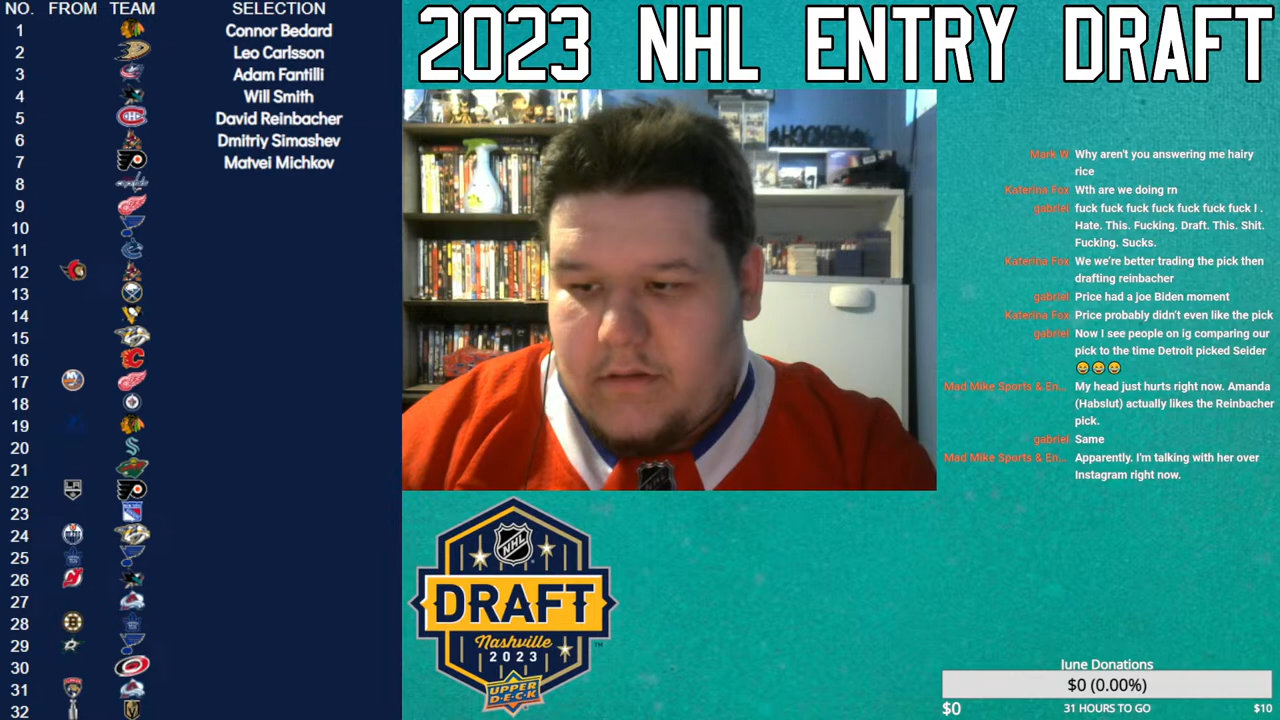 NO. FROM TEAM SELECTION
1 Connor Bedard
2 Leo Carlsson
3 Adam Fantilli
4 Will Smith
5 David Reinbacher
6 Dmitriy Simashev
7 Matvei Michkov
8
9
10
11
12
13
14
15
16
17
18
19
20
21
22
23
24
25
26
27
28
29
30
31
32
2023 NHL ENTRY DRAFT
HOCKEY
Mark W Why aren't you answering me hairy
rice
Katerina Fox Wth are we doing rn
gabriel fuck fuck fuck fuck fuck fuck fuck I .
Hate. This. Fucking. Draft. This. Shit.
Fucking. Sucks.
Katerina Fox We we're better trading the pick then
drafting reinbacher
gabriel Price had a joe Biden moment
Katerina Fox Price probably didn't even like the pick
gabriel Now I see people on ig comparing our
pick to the time Detroit picked Seider
😄 😄 😄
Mad Mike Sports & En... My head just hurts right now. Amanda
(Habslut) actually likes the Reinbacher
pick.
gabriel Same
Mad Mike Sports & En... Apparently. I'm talking with her over
Instagram right now.
NHL
DRAFT
™
Nashville
2023
UPPER
DECK
June Donations
$0 (0.00%)
$0 31 HOURS TO GO $10